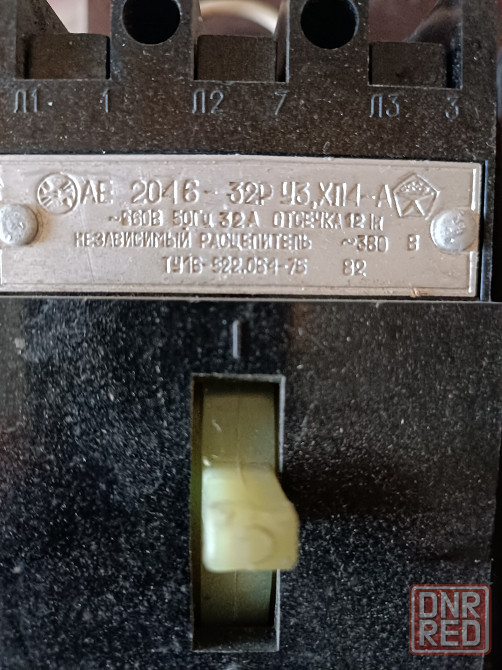 Л1 1 Л2 7 Л3 3
АЕ 2046-32Р У3,ХЛ4-А
~660В 50ГЦ 32А ОТСЕЧКА 12 Iн
НЕЗАВИСИМЫЙ РАСЦЕПИТЕЛЬ ~380 В
ТУ16-522.064-75 82
I
DNR
RED